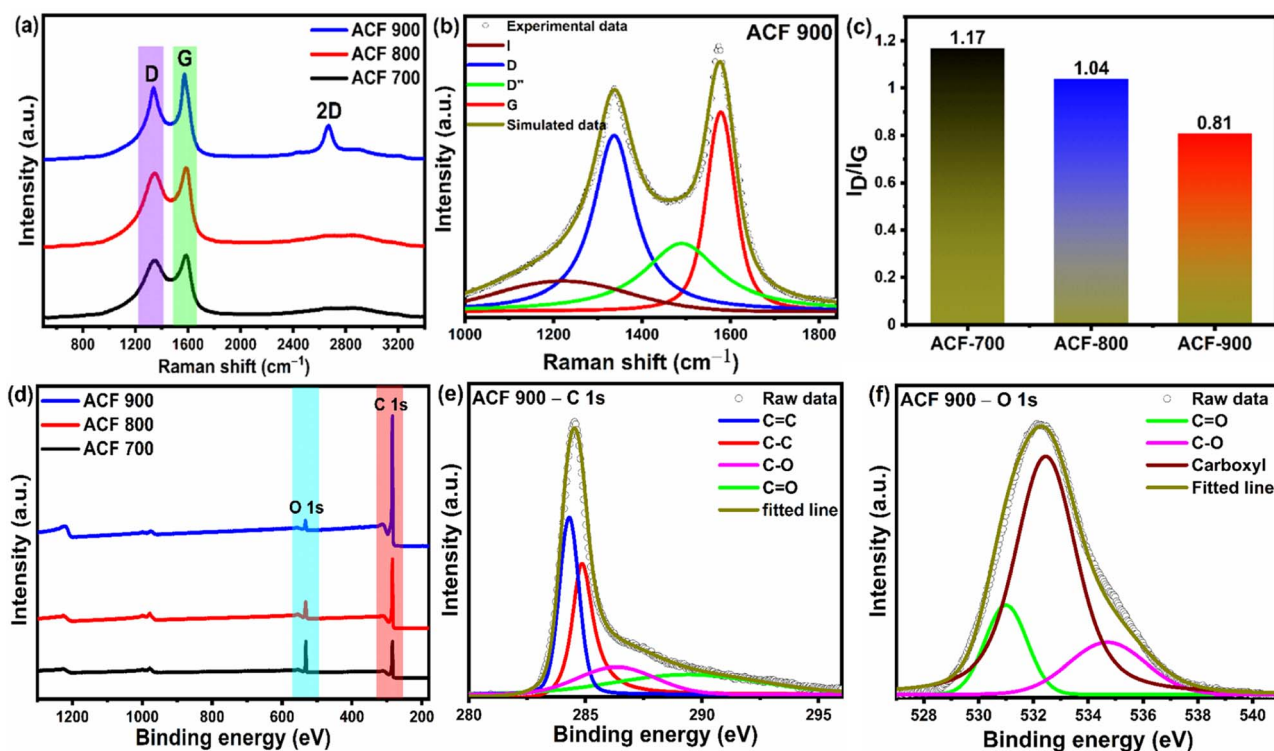 (a)
ACF 900
ACF 800
ACF 700
D
G
2D
Intensity (a.u.)
800 1200 1600 2000 2400 2800 3200
Raman shift (cm⁻¹)
(b)
Experimental data
I
D
D"
G
Simulated data
ACF 900
Intensity (a.u.)
1000 1200 1400 1600 1800
Raman shift (cm⁻¹)
(c)
1.2
1
0.8
0.6
0.4
0.2
0
I_D/I_G
1.17
1.04
0.81
ACF-700 ACF-800 ACF-900
(d)
ACF 900
ACF 800
ACF 700
O 1s
C 1s
Intensity (a.u.)
1200 1000 800 600 400 200
Binding energy (eV)
(e)
ACF 900 – C 1s
Raw data
C=C
C-C
C-O
C=O
fitted line
Intensity (a.u.)
280 285 290 295
Binding energy (eV)
(f)
ACF 900 – O 1s
Raw data
C=O
C-O
Carboxyl
Fitted line
Intensity (a.u.)
528 530 532 534 536 538 540
Binding energy (eV)